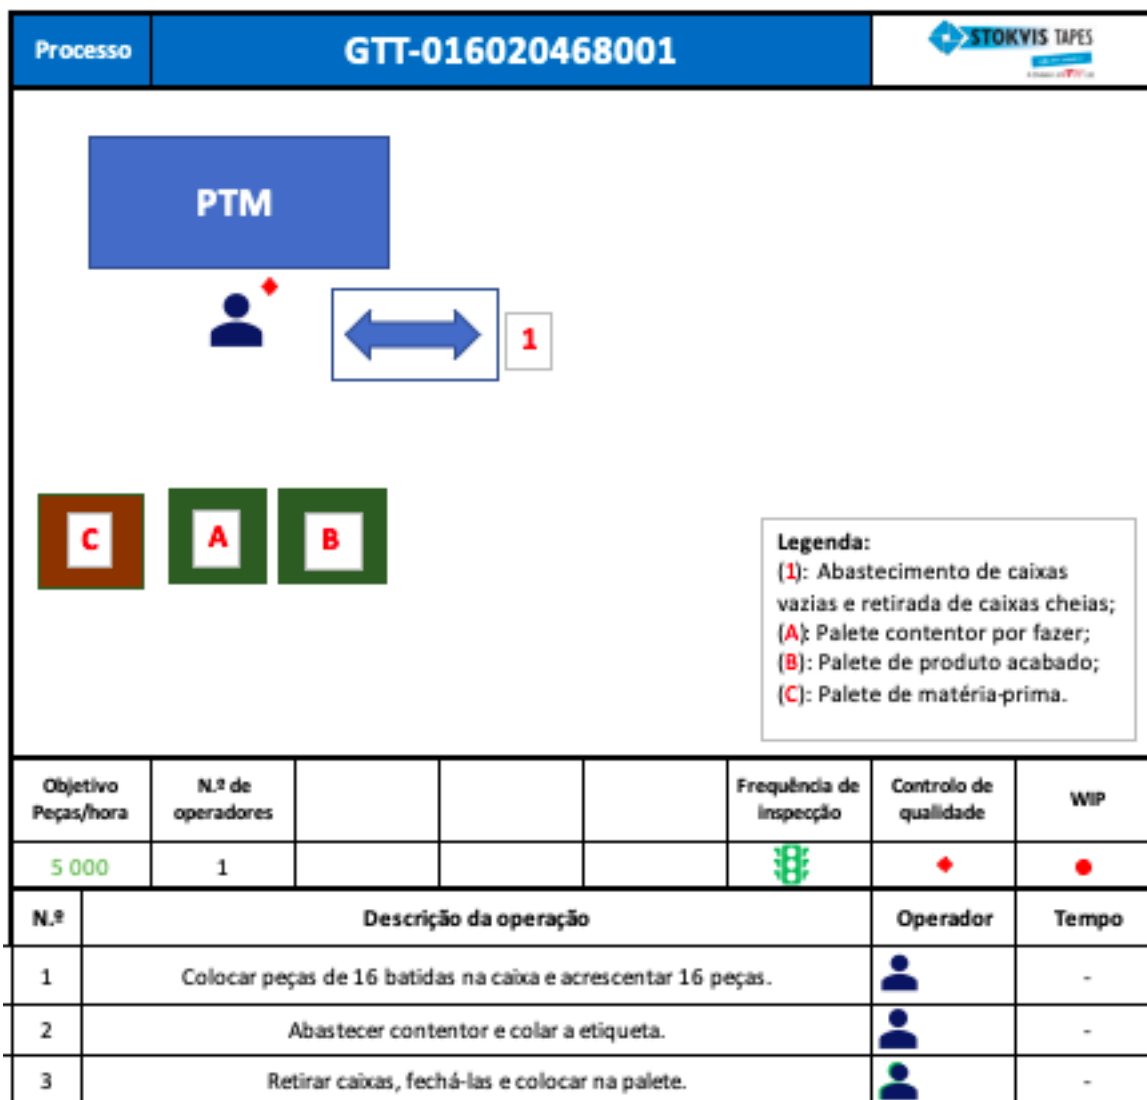 Processo
GTT-016020468001
STOKVIS TAPES
PTM
1
C
A
B
Legenda:
(1): Abastecimento de caixas
vazias e retirada de caixas cheias;
(A): Palete contentor por fazer;
(B): Palete de produto acabado;
(C): Palete de matéria-prima.
Objetivo
Peças/hora
N.º de
operadores
Frequência de
inspecção
Controlo de
qualidade
WIP
5 000
1
N.º
Descrição da operação
Operador
Tempo
1
Colocar peças de 16 batidas na caixa e acrescentar 16 peças.
-
2
Abastecer contentor e colar a etiqueta.
-
3
Retirar caixas, fechá-las e colocar na palete.
-